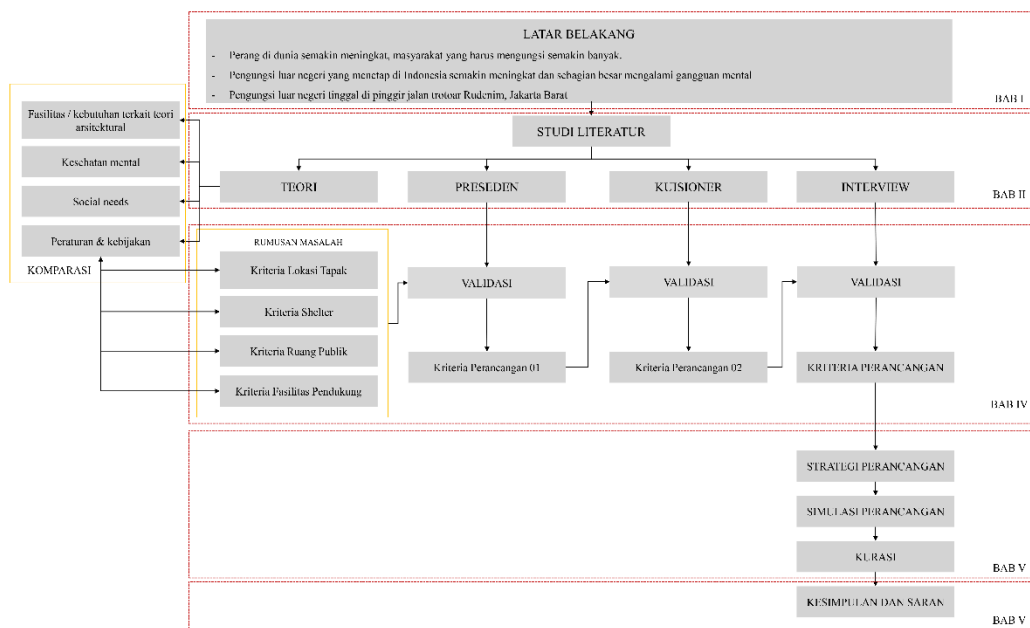 LATAR BELAKANG
- Perang di dunia semakin meningkat, masyarakat yang harus mengungsi semakin banyak.
- Pengungsi luar negeri yang menetap di Indonesia semakin meningkat dan sebagian besar mengalami gangguan mental
- Pengungsi luar negeri tinggal di pinggir jalan trotoar Rudenim, Jakarta Barat
BAB I
STUDI LITERATUR
TEORI
PRESEDEN
KUISIONER
INTERVIEW
BAB II
Fasilitas / kebutuhan terkait teori
arsitektural
Kesehatan mental
Social needs
Peraturan & kebijakan
KOMPARASI
RUMUSAN MASALAH
Kriteria Lokasi Tapak
Kriteria Shelter
Kriteria Ruang Publik
Kriteria Fasilitas Pendukung
VALIDASI
VALIDASI
VALIDASI
Kriteria Perancangan 01
Kriteria Perancangan 02
KRITERIA PERANCANGAN
BAB IV
STRATEGI PERANCANGAN
SIMULASI PERANCANGAN
KURASI
BAB V
KESIMPULAN DAN SARAN
BAB V